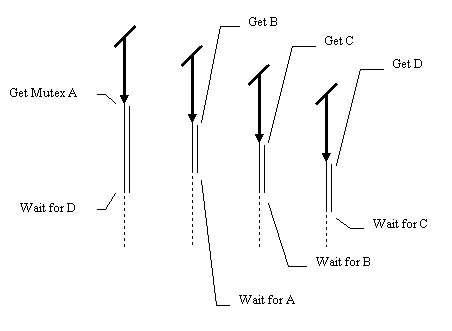 Get B
Get C
Get D
Get Mutex A
Wait for D
Wait for C
Wait for B
Wait for A